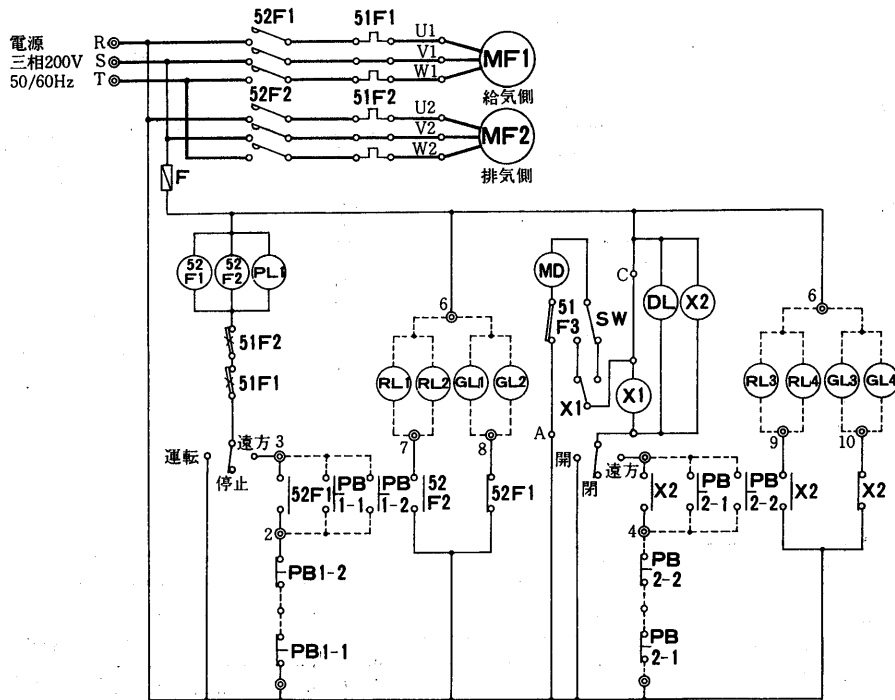 52F1
51F1
U1
電源
R
V1
MF1
三相200V
S
W1
50/60Hz
T
給気側
52F2
51F2
U2
V2
MF2
W2
排気側
F
52
F1
52
F2
PL1
6
MD
C
DL
X2
6
51
F3
SW
51F2
51F1
RL1
RL2
GL1
GL2
X1
X1
RL3
RL4
GL3
GL4
7
8
A
9
10
運転
遠方
3
停止
開
閉
遠方
52F1
PB
1-1
PB
1-2
52
F2
52F1
X2
PB
2-1
PB
2-2
X2
X2
2
4
PB1-2
PB
2-2
PB1-1
PB
2-1